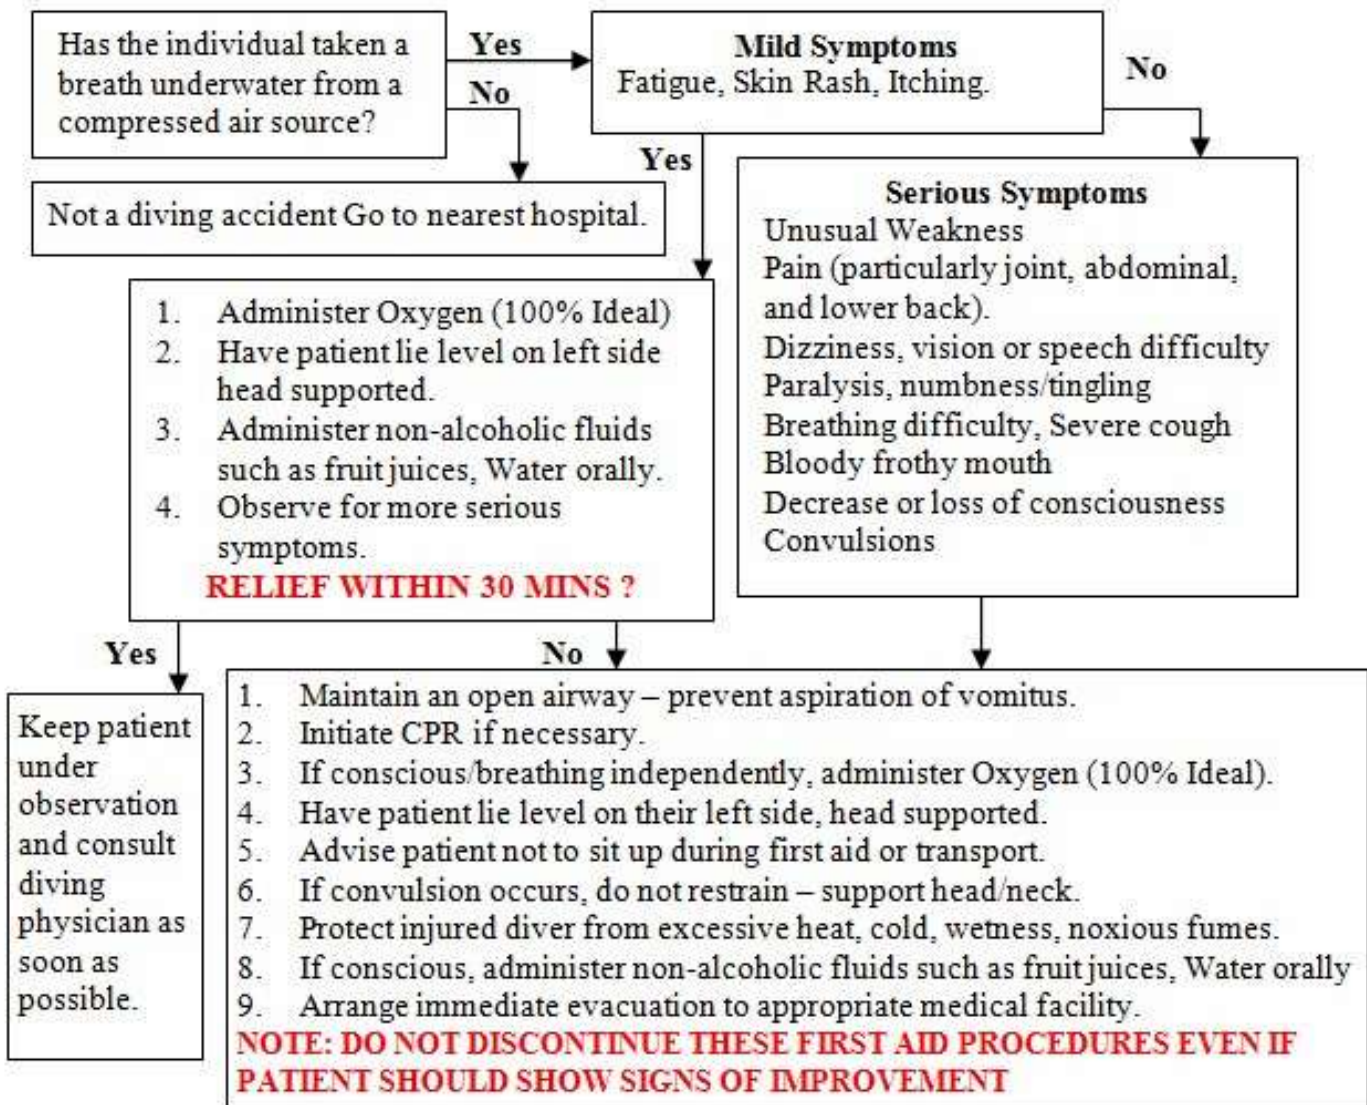 Has the individual taken a
breath underwater from a
compressed air source?
Yes
No
Mild Symptoms
Fatigue, Skin Rash, Itching.
No
Yes
Not a diving accident Go to nearest hospital.
Serious Symptoms
Unusual Weakness
Pain (particularly joint, abdominal,
and lower back).
Dizziness, vision or speech difficulty
Paralysis, numbness/tingling
Breathing difficulty, Severe cough
Bloody frothy mouth
Decrease or loss of consciousness
Convulsions
1. Administer Oxygen (100% Ideal)
2. Have patient lie level on left side
head supported.
3. Administer non-alcoholic fluids
such as fruit juices, Water orally.
4. Observe for more serious
symptoms.
RELIEF WITHIN 30 MINS ?
Yes
No
Keep patient
under
observation
and consult
diving
physician as
soon as
possible.
1. Maintain an open airway – prevent aspiration of vomitus.
2. Initiate CPR if necessary.
3. If conscious/breathing independently, administer Oxygen (100% Ideal).
4. Have patient lie level on their left side, head supported.
5. Advise patient not to sit up during first aid or transport.
6. If convulsion occurs, do not restrain – support head/neck.
7. Protect injured diver from excessive heat, cold, wetness, noxious fumes.
8. If conscious, administer non-alcoholic fluids such as fruit juices, Water orally
9. Arrange immediate evacuation to appropriate medical facility.
NOTE: DO NOT DISCONTINUE THESE FIRST AID PROCEDURES EVEN IF
PATIENT SHOULD SHOW SIGNS OF IMPROVEMENT